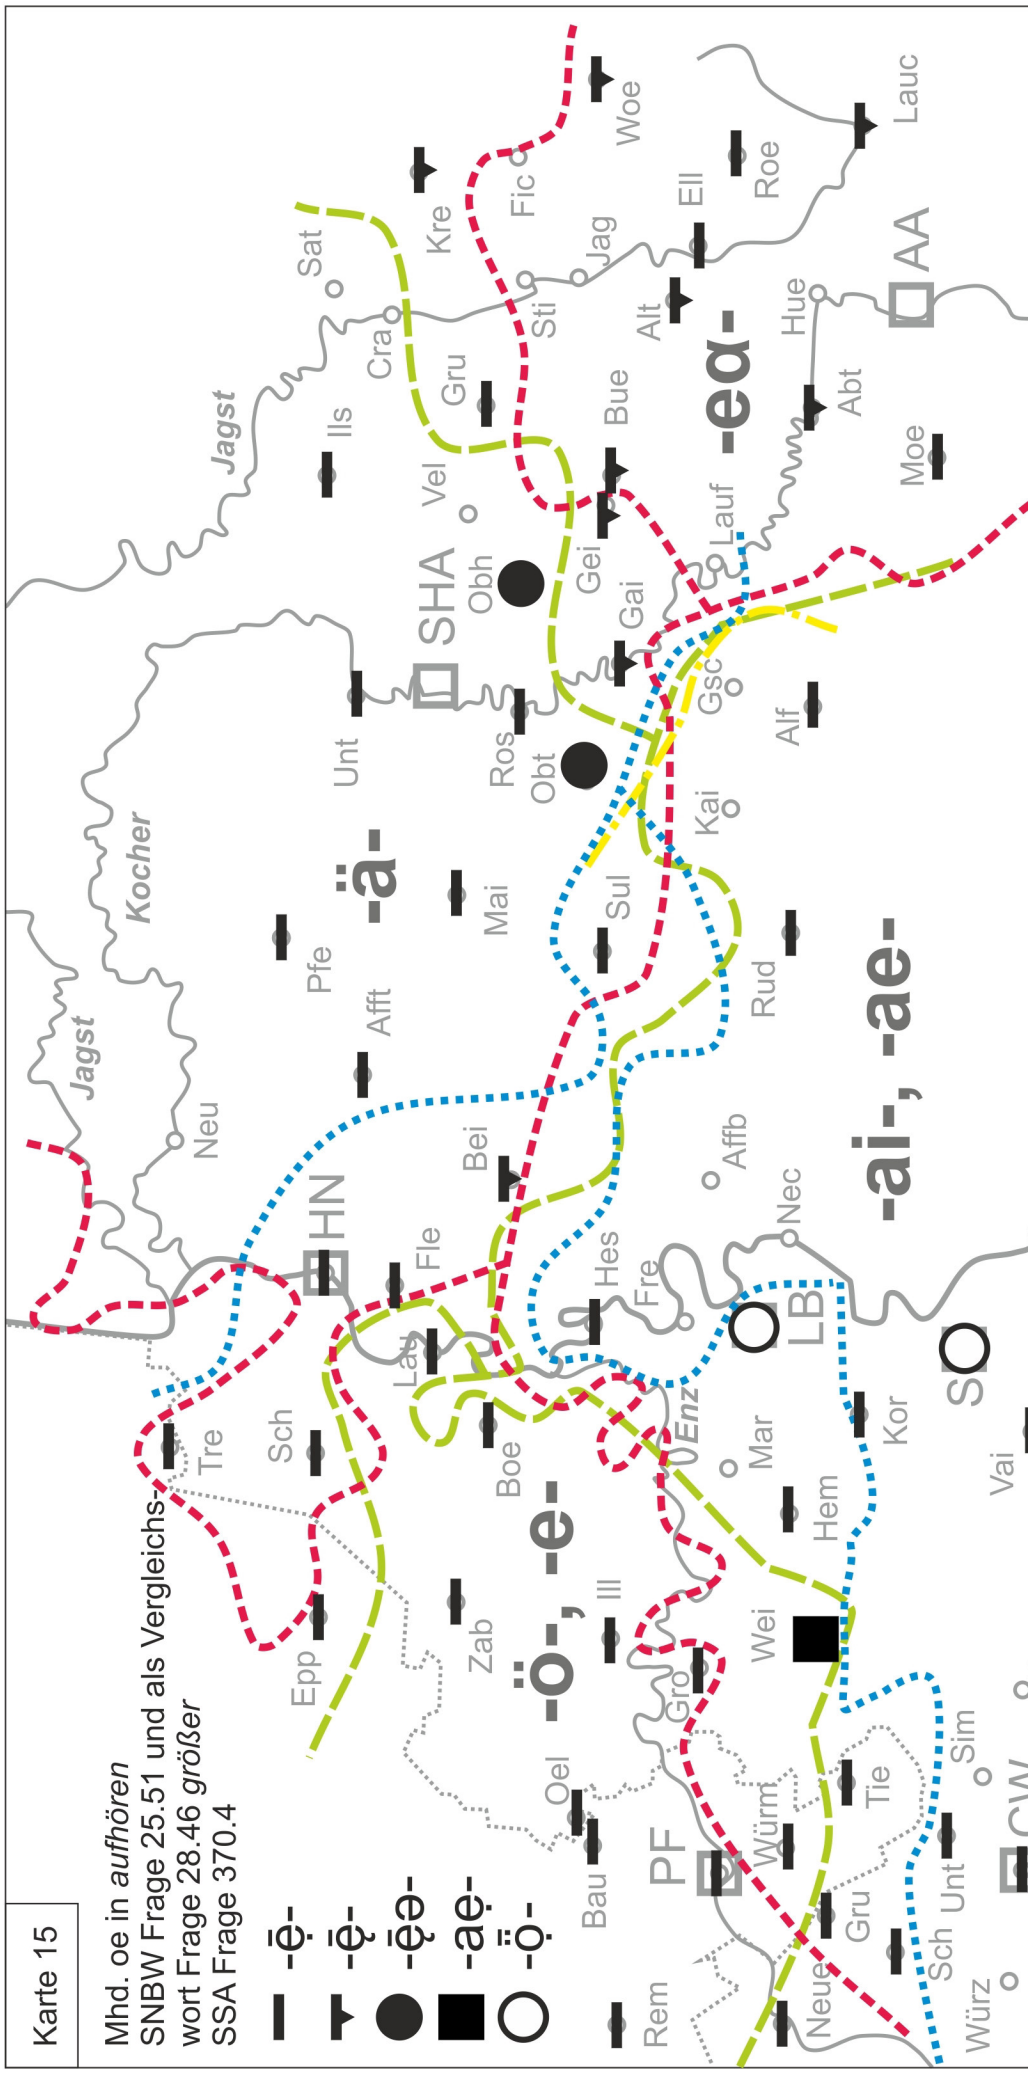 Karte 15
Mhd. oe in aufhören
SNBW Frage 25.51 und als Vergleichs-
wort Frage 28.46 größer
SSA Frage 370.4
-ẹ-
-ę-
-ęə-
-aẹ-
-ọ̈-
Jagst
Kocher
Jagst
Enz
-ä-
-ö-, -e-
-ai-, -ae-
-eɑ-
Tre
Neu
HN
Pfe
Unt
Ils
Sat
Epp
Sch
Fle
Afft
SHA
Cra
Kre
Lau
Mai
Vel
Gru
Zab
Boe
Bei
Obt
Ros
Obh
Sti
Fic
Oel
Bau
Ill
Hes
Sul
Gai
Gei
Bue
Jag
Woe
Rem
PF
Gro
Fre
Kai
Gsc
Lauf
Alt
Ell
Würm
Wei
Mar
Affb
Rud
Alf
Hue
Roe
Neue
Gru
Tie
Hem
LB
Nec
Abt
Lauc
Sch
Unt
Sim
Kor
S
Moe
AA
Würz
CW
Vai